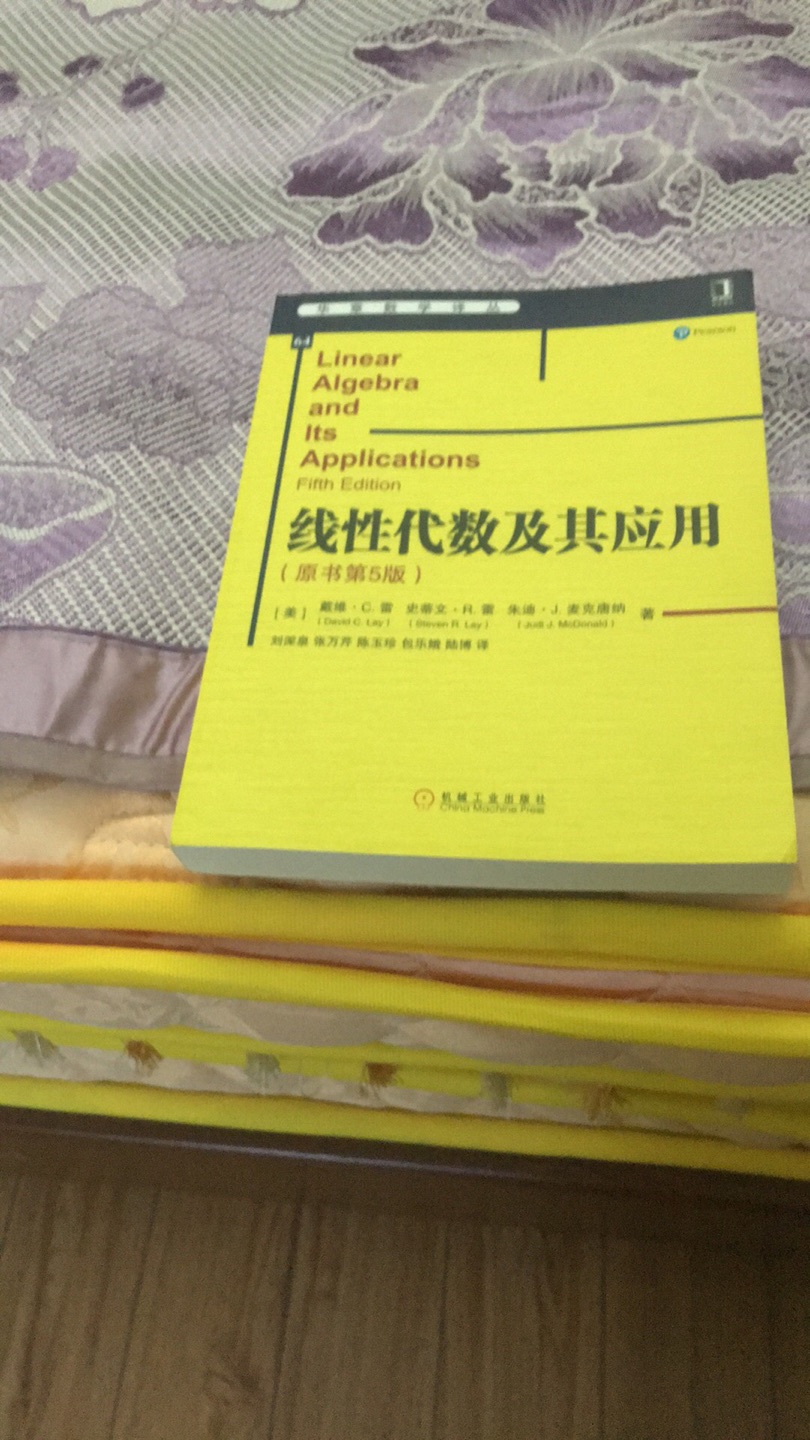 华章数学译丛
64
Pearson
Linear
Algebra
and
Its
Applications
Fifth Edition
线性代数及其应用
(原书第5版)
[美] 戴维·C. 雷 史蒂文·R. 雷 朱迪·J. 麦克唐纳 著
(David C. Lay) (Steven R. Lay) (Judi J. McDonald)
刘深泉 张万芹 陈玉珍 包乐娥 陆博 译
机械工业出版社
China Machine Press